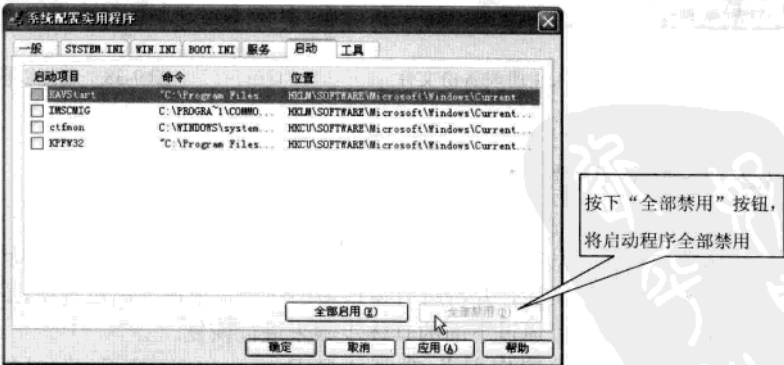 系统配置实用程序
一般 SYSTEM.INI WIN.INI BOOT.INI 服务 启动 工具
启动项目 命令 位置
KAVStart "C:\Program Files... HKLM\SOFTWARE\Microsoft\Windows\Current
IMSCMIG C:\PROGRA~1\COMMO... HKLM\SOFTWARE\Microsoft\Windows\Current...
ctfmon C:\WINDOWS\system... HKCU\SOFTWARE\Microsoft\Windows\Current...
KPFW32 "C:\Program Files... HKCU\SOFTWARE\Microsoft\Windows\Current...
按下“全部禁用”按钮,
将启动程序全部禁用
全部启用(E) 全部禁用(D)
确定 取消 应用(A) 帮助